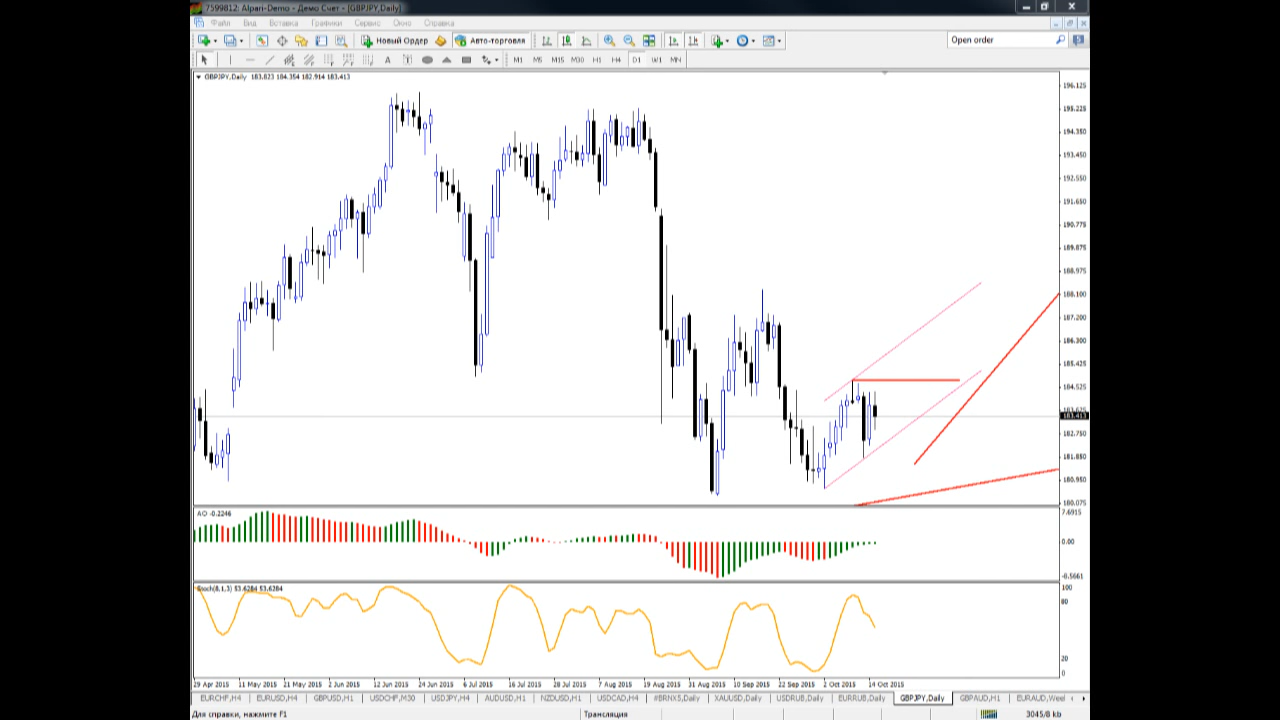 7599812: Alpari-Demo - Демо Счет - [GBPJPY,Daily]
Файл Вид Вставка Графики Сервис Окно Справка
Новый Ордер Авто-торговля Open order
A T M1 M5 M15 M30 H1 H4 D1 W1 MN
GBPJPY,Daily 183.823 184.354 182.914 183.413
196.125
195.225
194.350
193.450
192.550
191.650
190.775
189.875
188.975
188.100
187.200
186.300
185.425
184.525
183.413
182.750
181.850
180.950
180.075
AO -0.2246
7.6915
0.00
-8.5661
Stoch(8,1,3) 53.6284 53.6284
100
80
20
0
29 Apr 2015 11 May 2015 21 May 2015 2 Jun 2015 12 Jun 2015 24 Jun 2015 6 Jul 2015 16 Jul 2015 28 Jul 2015 7 Aug 2015 19 Aug 2015 31 Aug 2015 10 Sep 2015 22 Sep 2015 2 Oct 2015 14 Oct 2015
EURCHF,H4 EURUSD,H4 GBPUSD,H1 USDCHF,M30 USDJPY,H4 AUDUSD,H1 NZDUSD,H1 USDCAD,H4 #BRNX5,Daily XAUUSD,Daily USDRUB,Daily EURRUB,Daily GBPJPY,Daily GBPAUD,H1 EURAUD,Weel
Для справки, нажмите F1 Трансляция 3045/8 kb